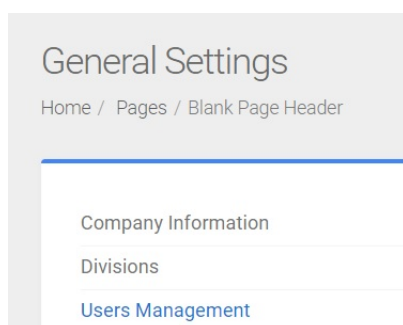 General Settings
Home / Pages / Blank Page Header
Company Information
Divisions
Users Management